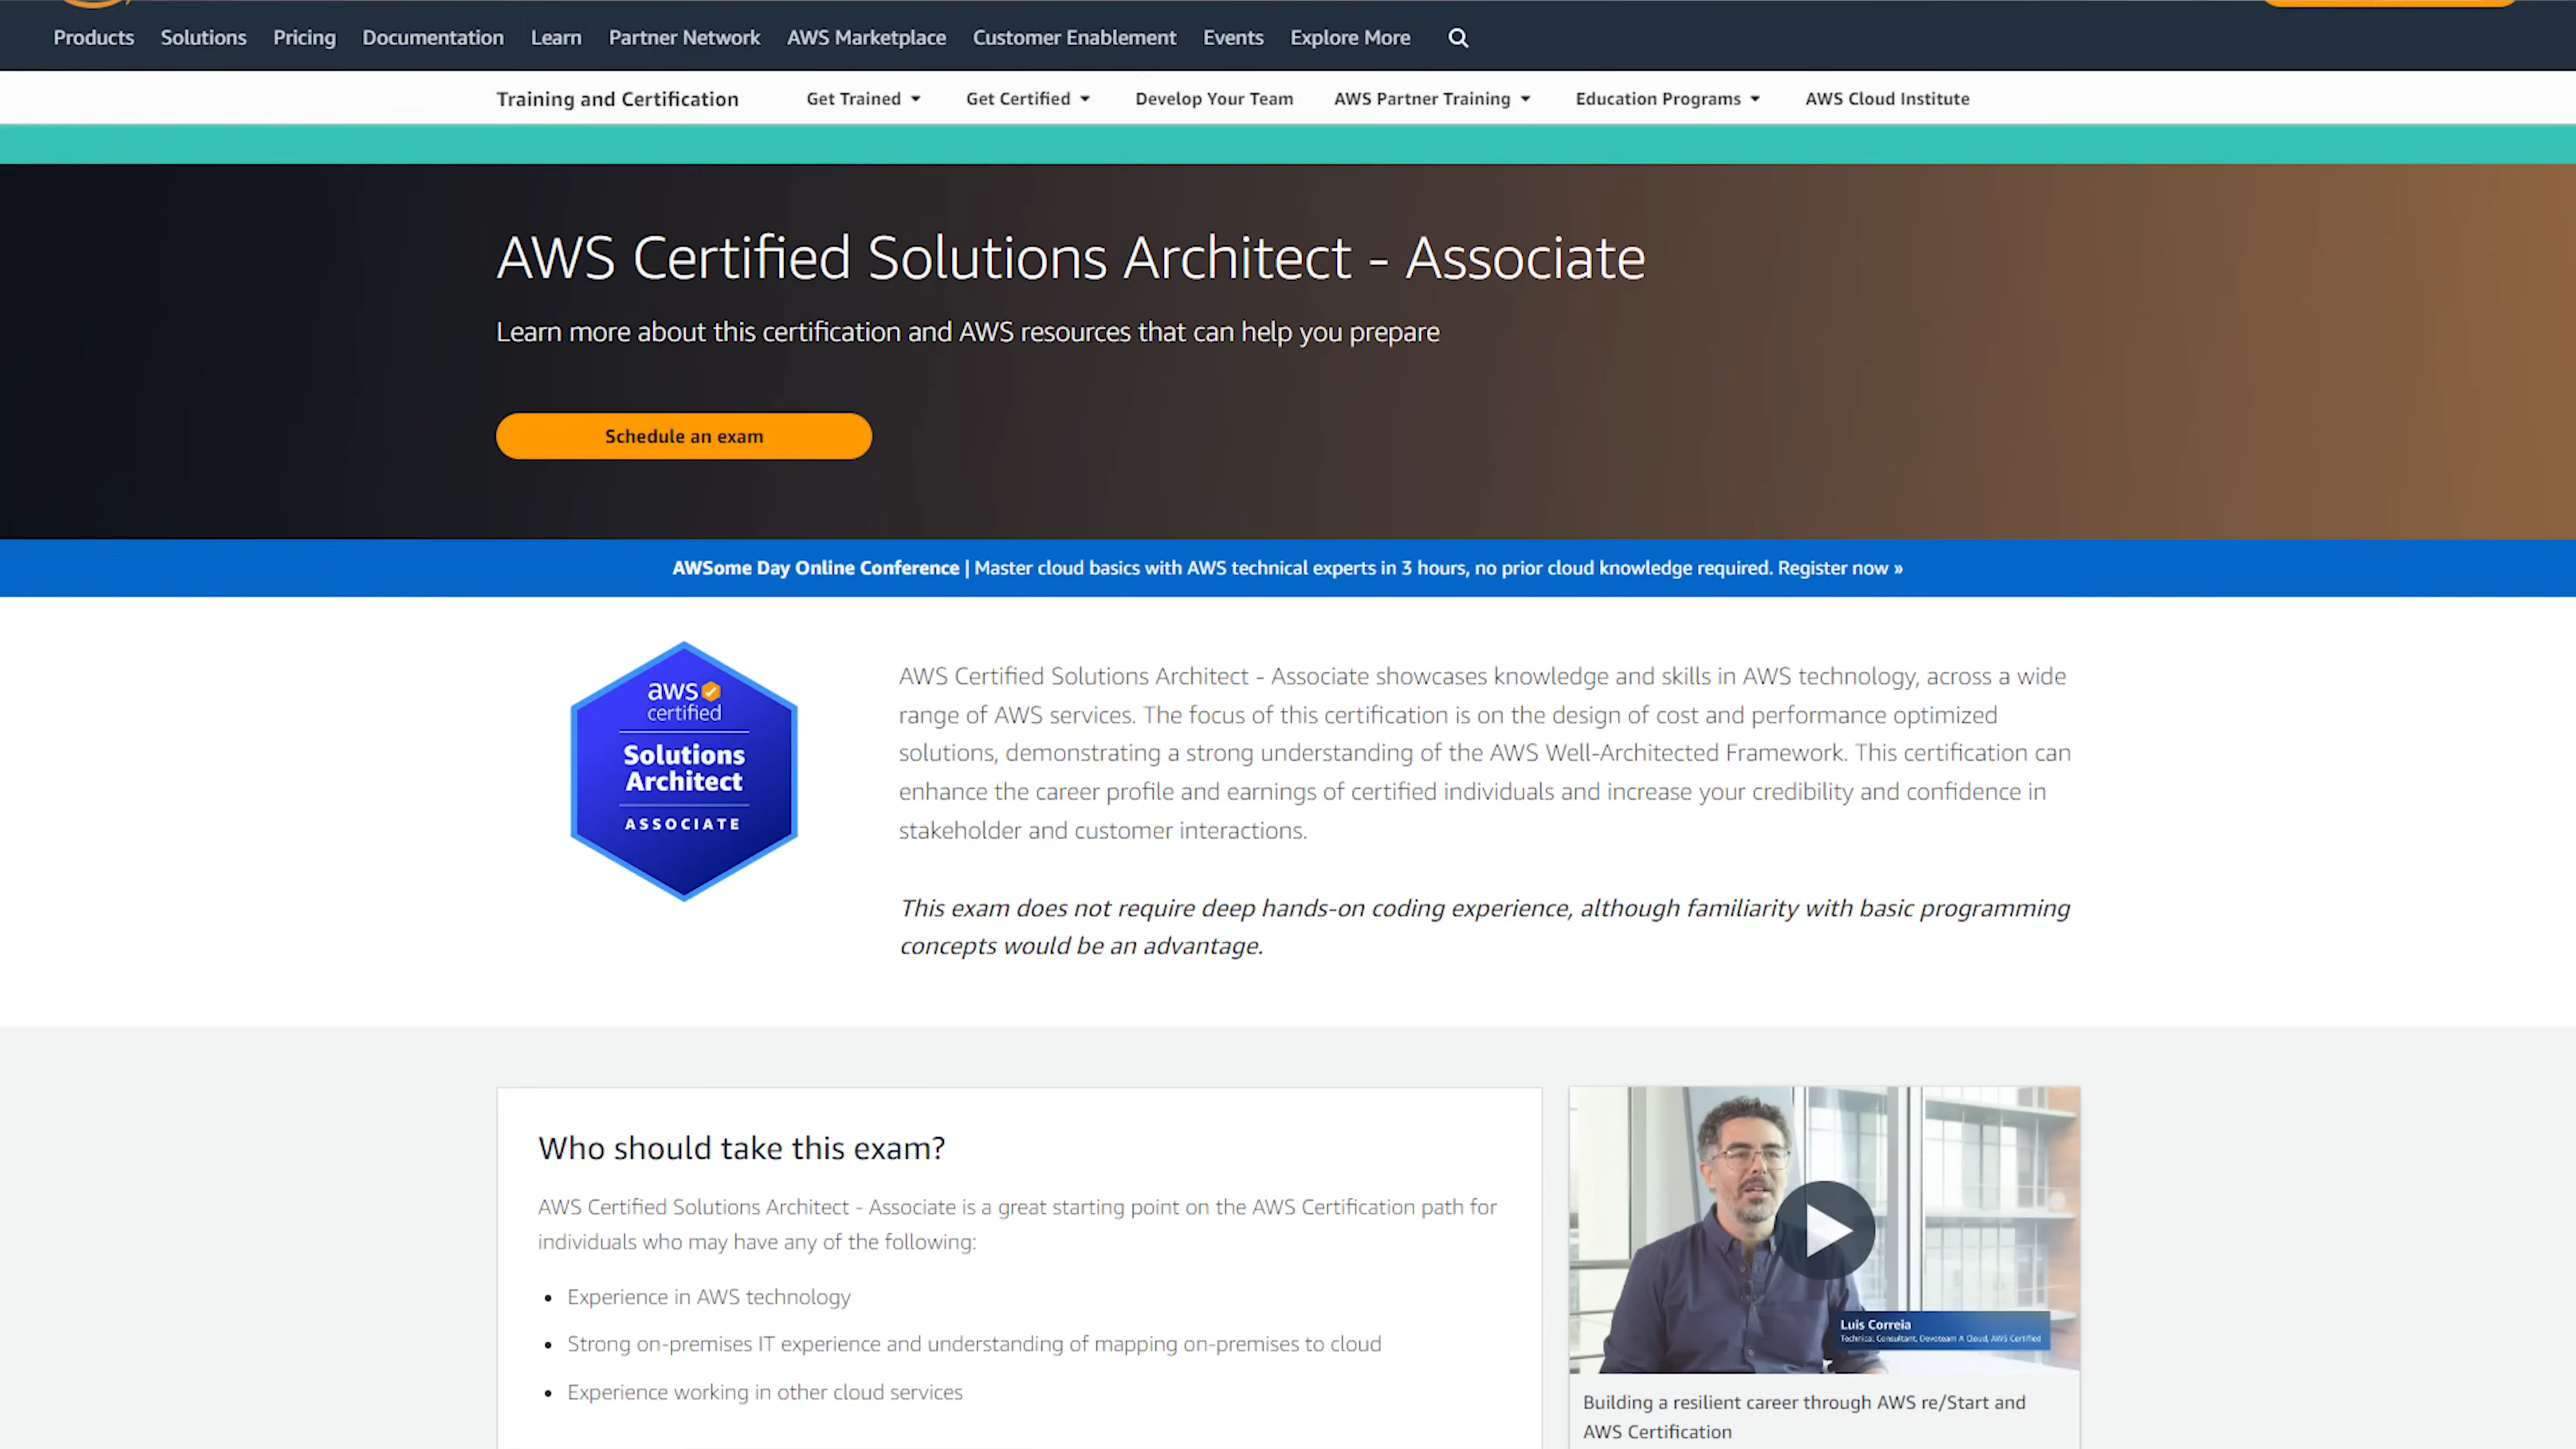 Products Solutions Pricing Documentation Learn Partner Network AWS Marketplace Customer Enablement Events Explore More
Training and Certification Get Trained Get Certified Develop Your Team AWS Partner Training Education Programs AWS Cloud Institute
AWS Certified Solutions Architect - Associate
Learn more about this certification and AWS resources that can help you prepare
Schedule an exam
AWSome Day Online Conference | Master cloud basics with AWS technical experts in 3 hours, no prior cloud knowledge required. Register now »
aws
certified
Solutions
Architect
ASSOCIATE
AWS Certified Solutions Architect - Associate showcases knowledge and skills in AWS technology, across a wide
range of AWS services. The focus of this certification is on the design of cost and performance optimized
solutions, demonstrating a strong understanding of the AWS Well-Architected Framework. This certification can
enhance the career profile and earnings of certified individuals and increase your credibility and confidence in
stakeholder and customer interactions.
This exam does not require deep hands-on coding experience, although familiarity with basic programming
concepts would be an advantage.
Who should take this exam?
AWS Certified Solutions Architect - Associate is a great starting point on the AWS Certification path for
individuals who may have any of the following:
• Experience in AWS technology
• Strong on-premises IT experience and understanding of mapping on-premises to cloud
• Experience working in other cloud services
Luis Correia
Technical Consultant, Devoteam A Cloud, AWS Certified
Building a resilient career through AWS re/Start and
AWS Certification